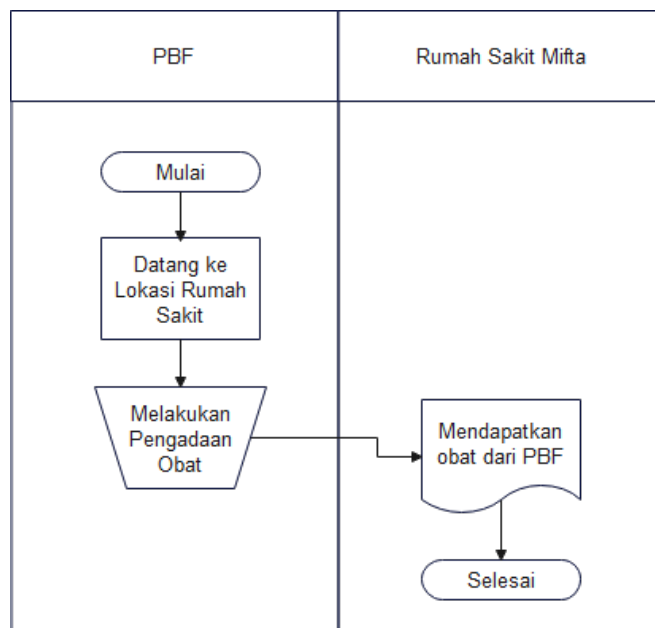 PBF
Rumah Sakit Mifta
Mulai
Datang ke
Lokasi Rumah
Sakit
Melakukan
Pengadaan
Obat
Mendapatkan
obat dari PBF
Selesai